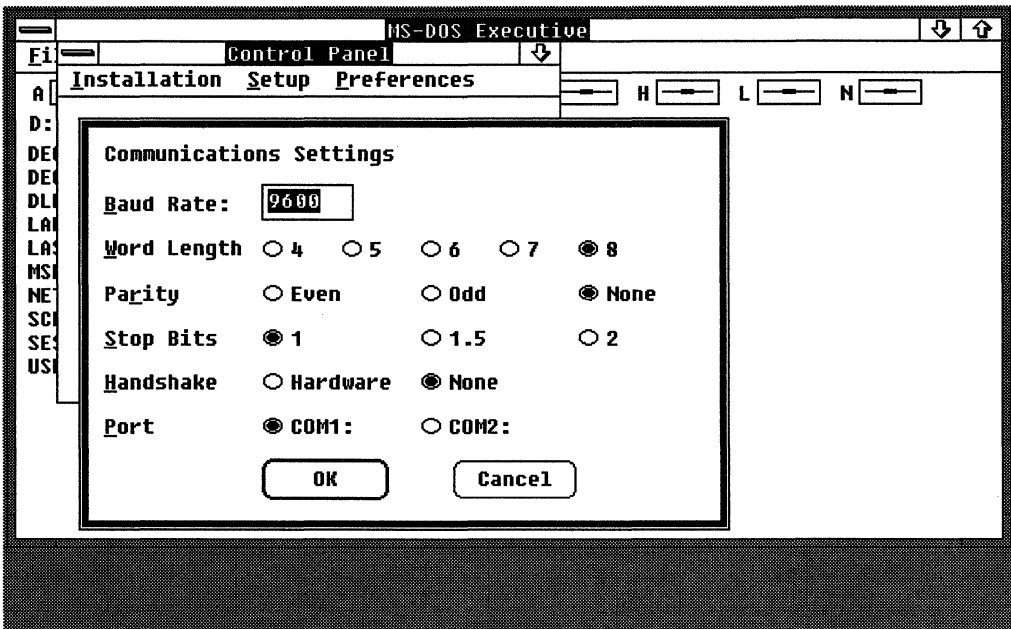 MS-DOS Executive
Control Panel
Installation Setup Preferences
A H L N
D:
Communications Settings
Baud Rate: 9600
Word Length 4 5 6 7 8
Parity Even Odd None
Stop Bits 1 1.5 2
Handshake Hardware None
Port COM1: COM2:
OK Cancel